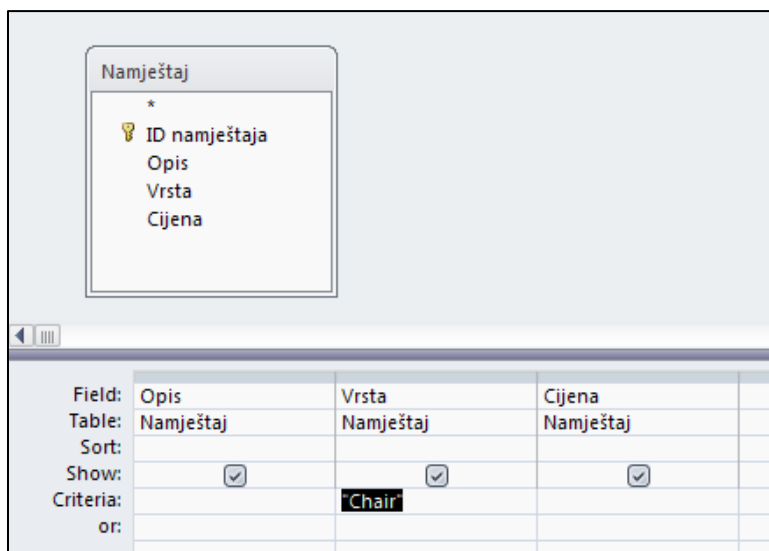 Namještaj
*
ID namještaja
Opis
Vrsta
Cijena
Field: Opis Vrsta Cijena
Table: Namještaj Namještaj Namještaj
Sort:
Show:
Criteria: "Chair"
or: